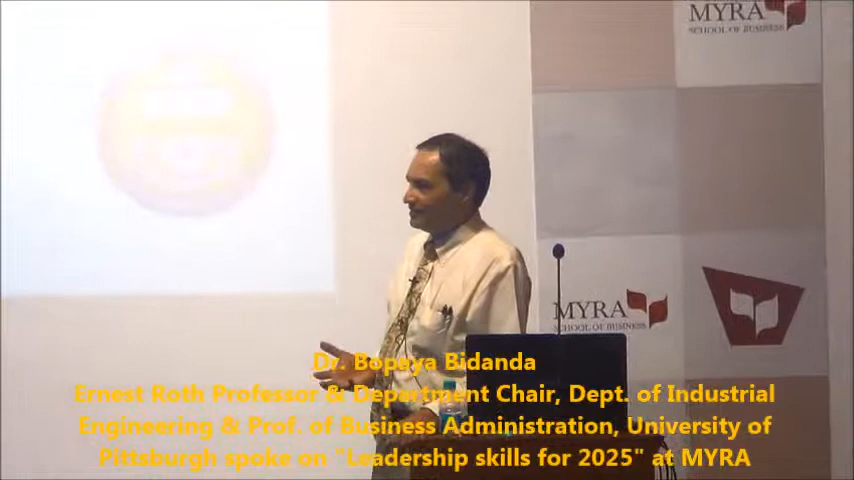 MYRA
SCHOOL OF BUSINESS
MYRA
SCHOOL OF BUSINESS
Dr. Bopaya Bidanda
Ernest Roth Professor & Department Chair, Dept. of Industrial
Engineering & Prof. of Business Administration, University of
Pittsburgh spoke on "Leadership skills for 2025" at MYRA